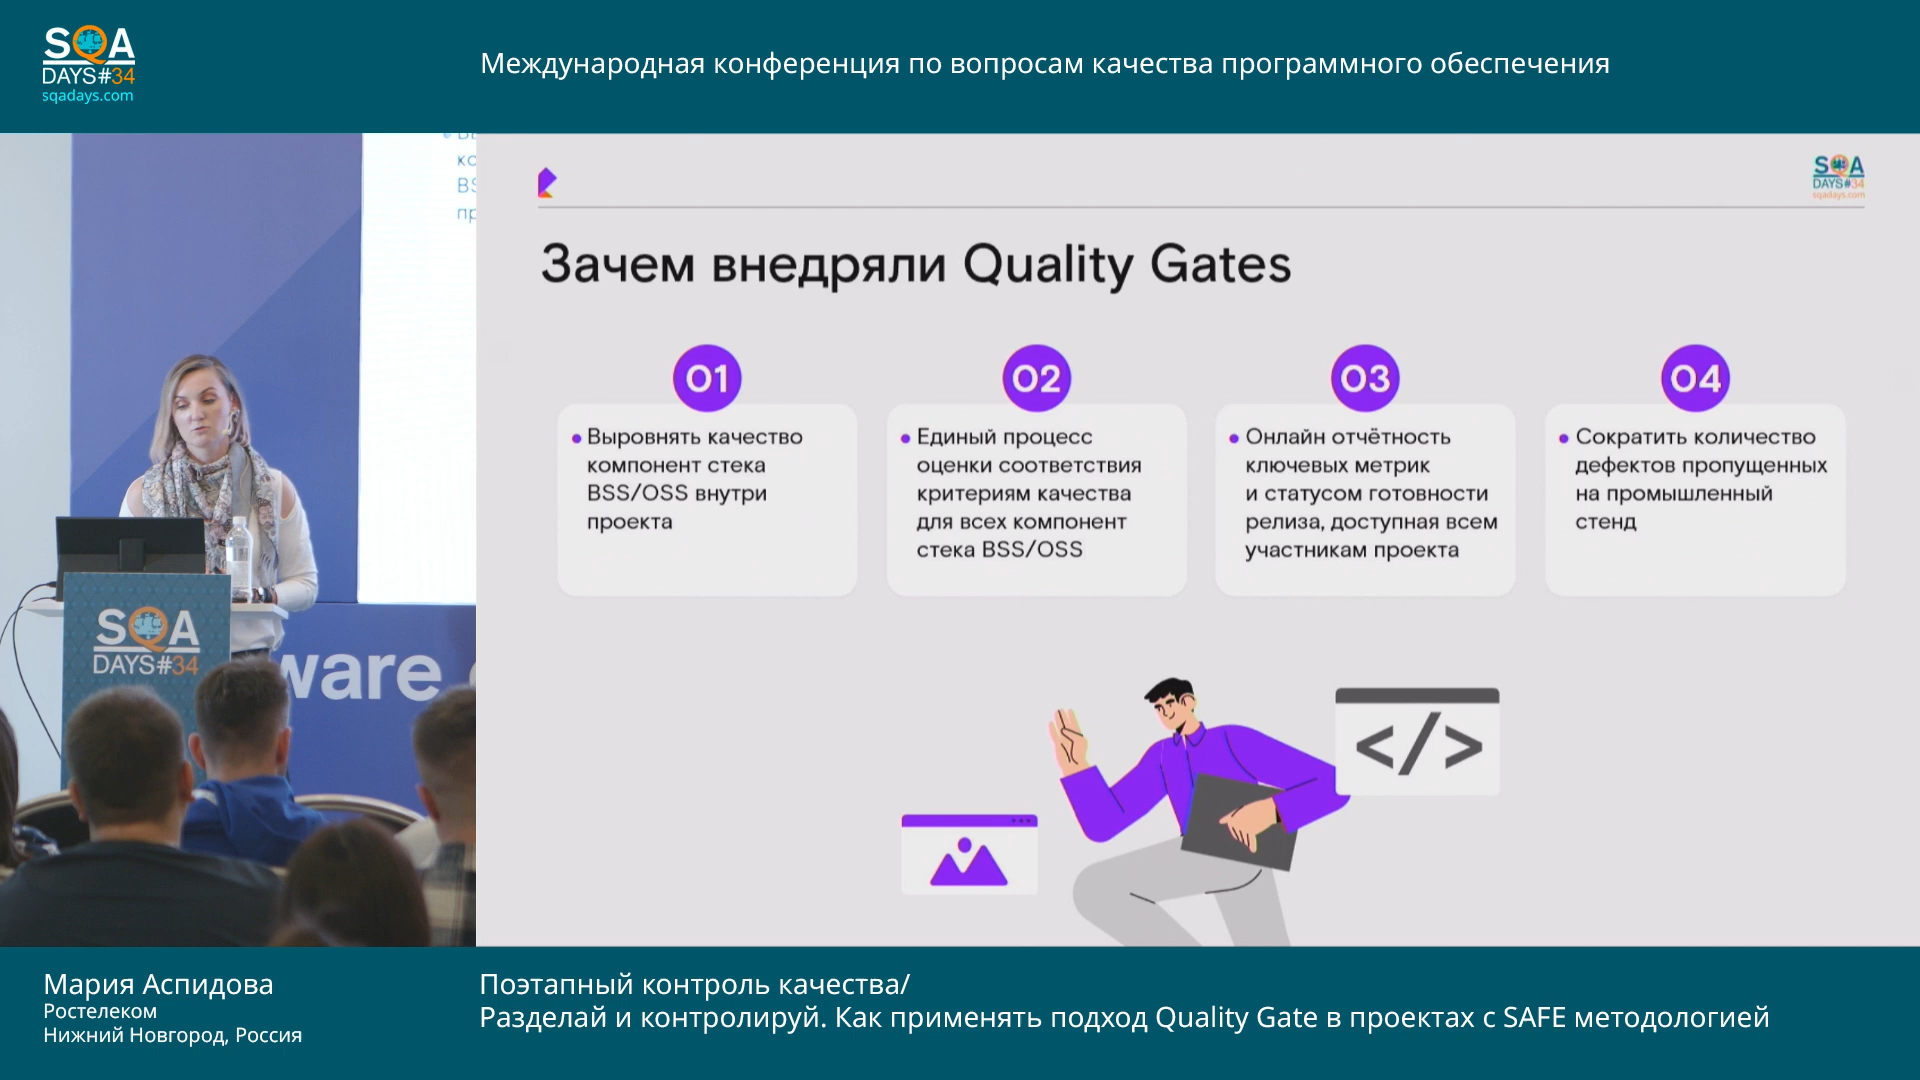 SQA
DAYS#34
sqadays.com
Международная конференция по вопросам качества программного обеспечения
SQA
DAYS#34
sqadays.com
Зачем внедряли Quality Gates
01
Выровнять качество
компонент стека
BSS/OSS внутри
проекта
02
Единый процесс
оценки соответствия
критериям качества
для всех компонент
стека BSS/OSS
03
Онлайн отчётность
ключевых метрик
и статусом готовности
релиза, доступная всем
участникам проекта
04
Сократить количество
дефектов пропущенных
на промышленный
стенд
</>
SQA
DAYS#34
ware
Мария Аспидова
Ростелеком
Нижний Новгород, Россия
Поэтапный контроль качества/
Разделай и контролируй. Как применять подход Quality Gate в проектах с SAFE методологией